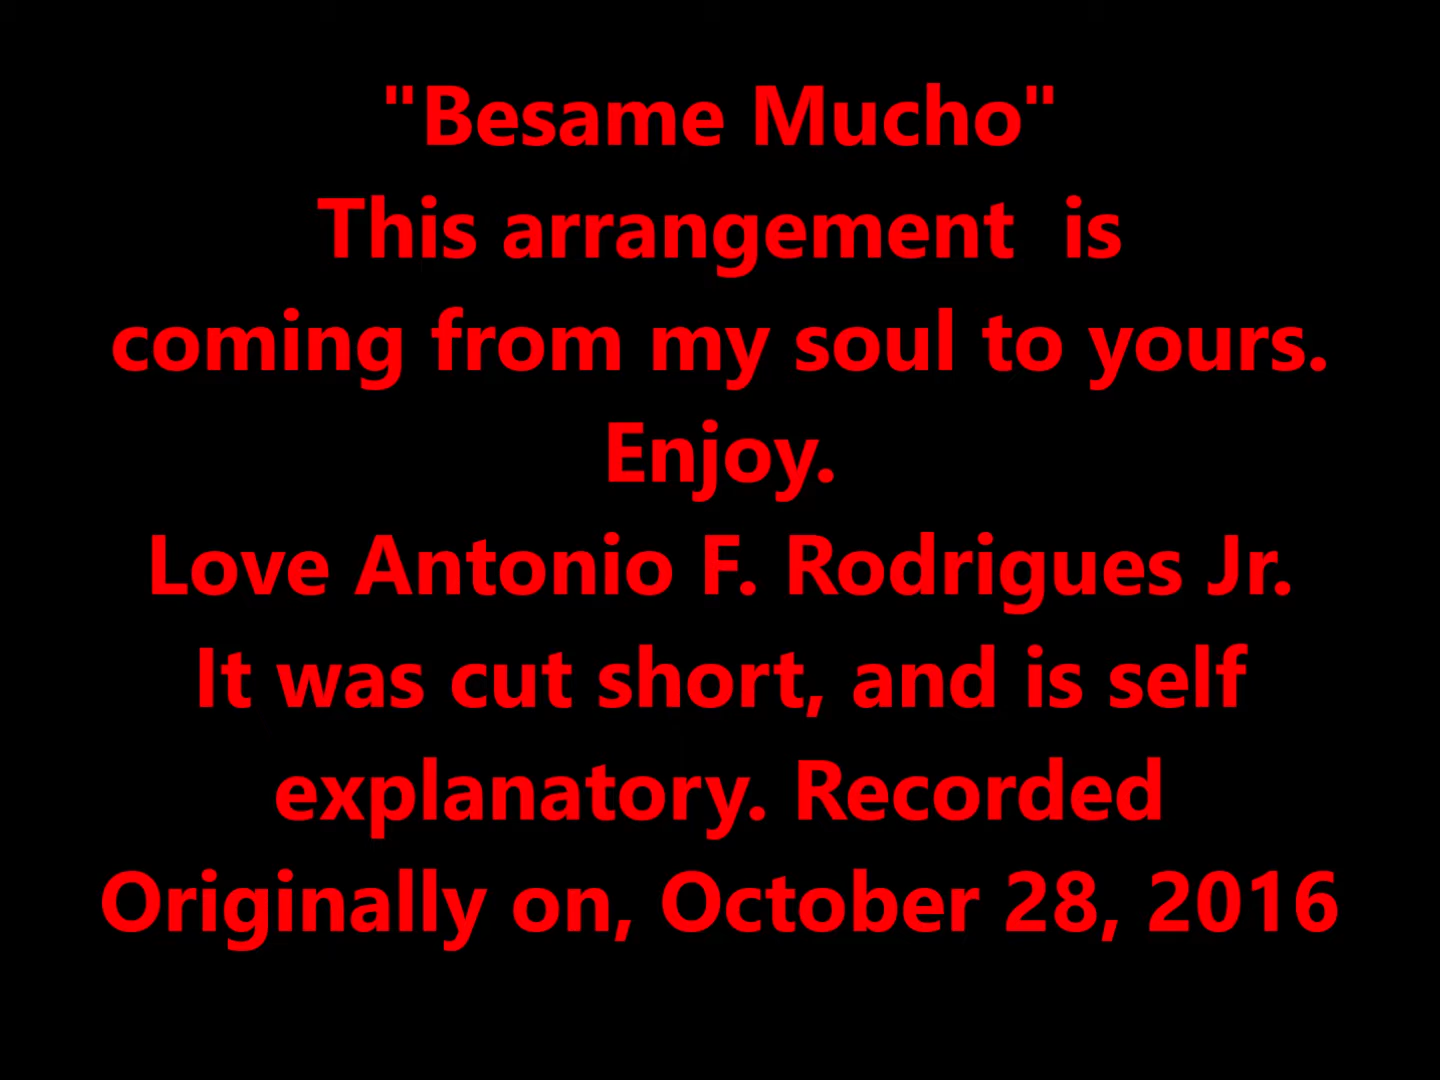 "Besame Mucho"
This arrangement  is
coming from my soul to yours.
Enjoy.
Love Antonio F. Rodrigues Jr.
It was cut short, and is self
explanatory. Recorded
Originally on, October 28, 2016